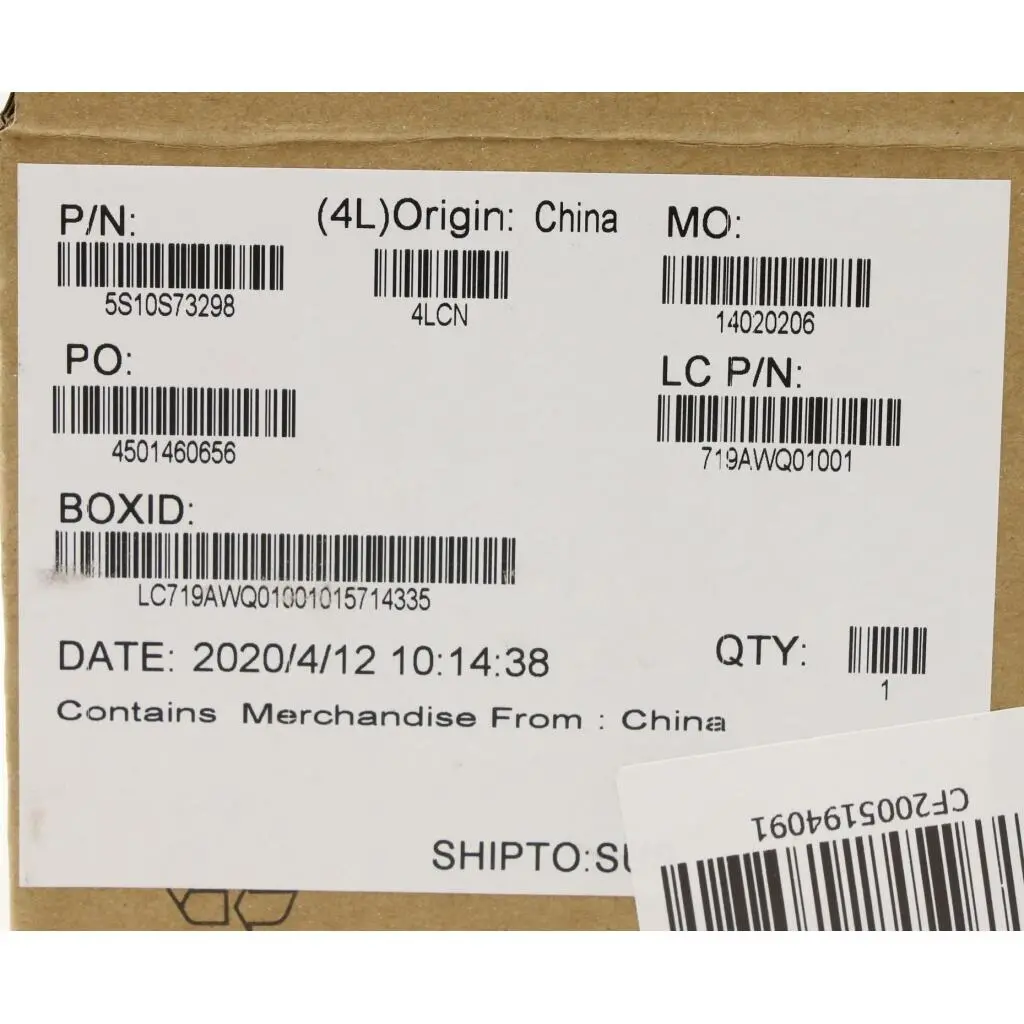 P/N: (4L)Origin: China MO:
5S10S73298 4LCN 14020206
PO: LC P/N:
4501460656 719AWQ01001
BOXID:
LC719AWQ01001015714335
DATE: 2020/4/12 10:14:38 QTY:
1
Contains Merchandise From : China
CF2005194091
SHIPTO: